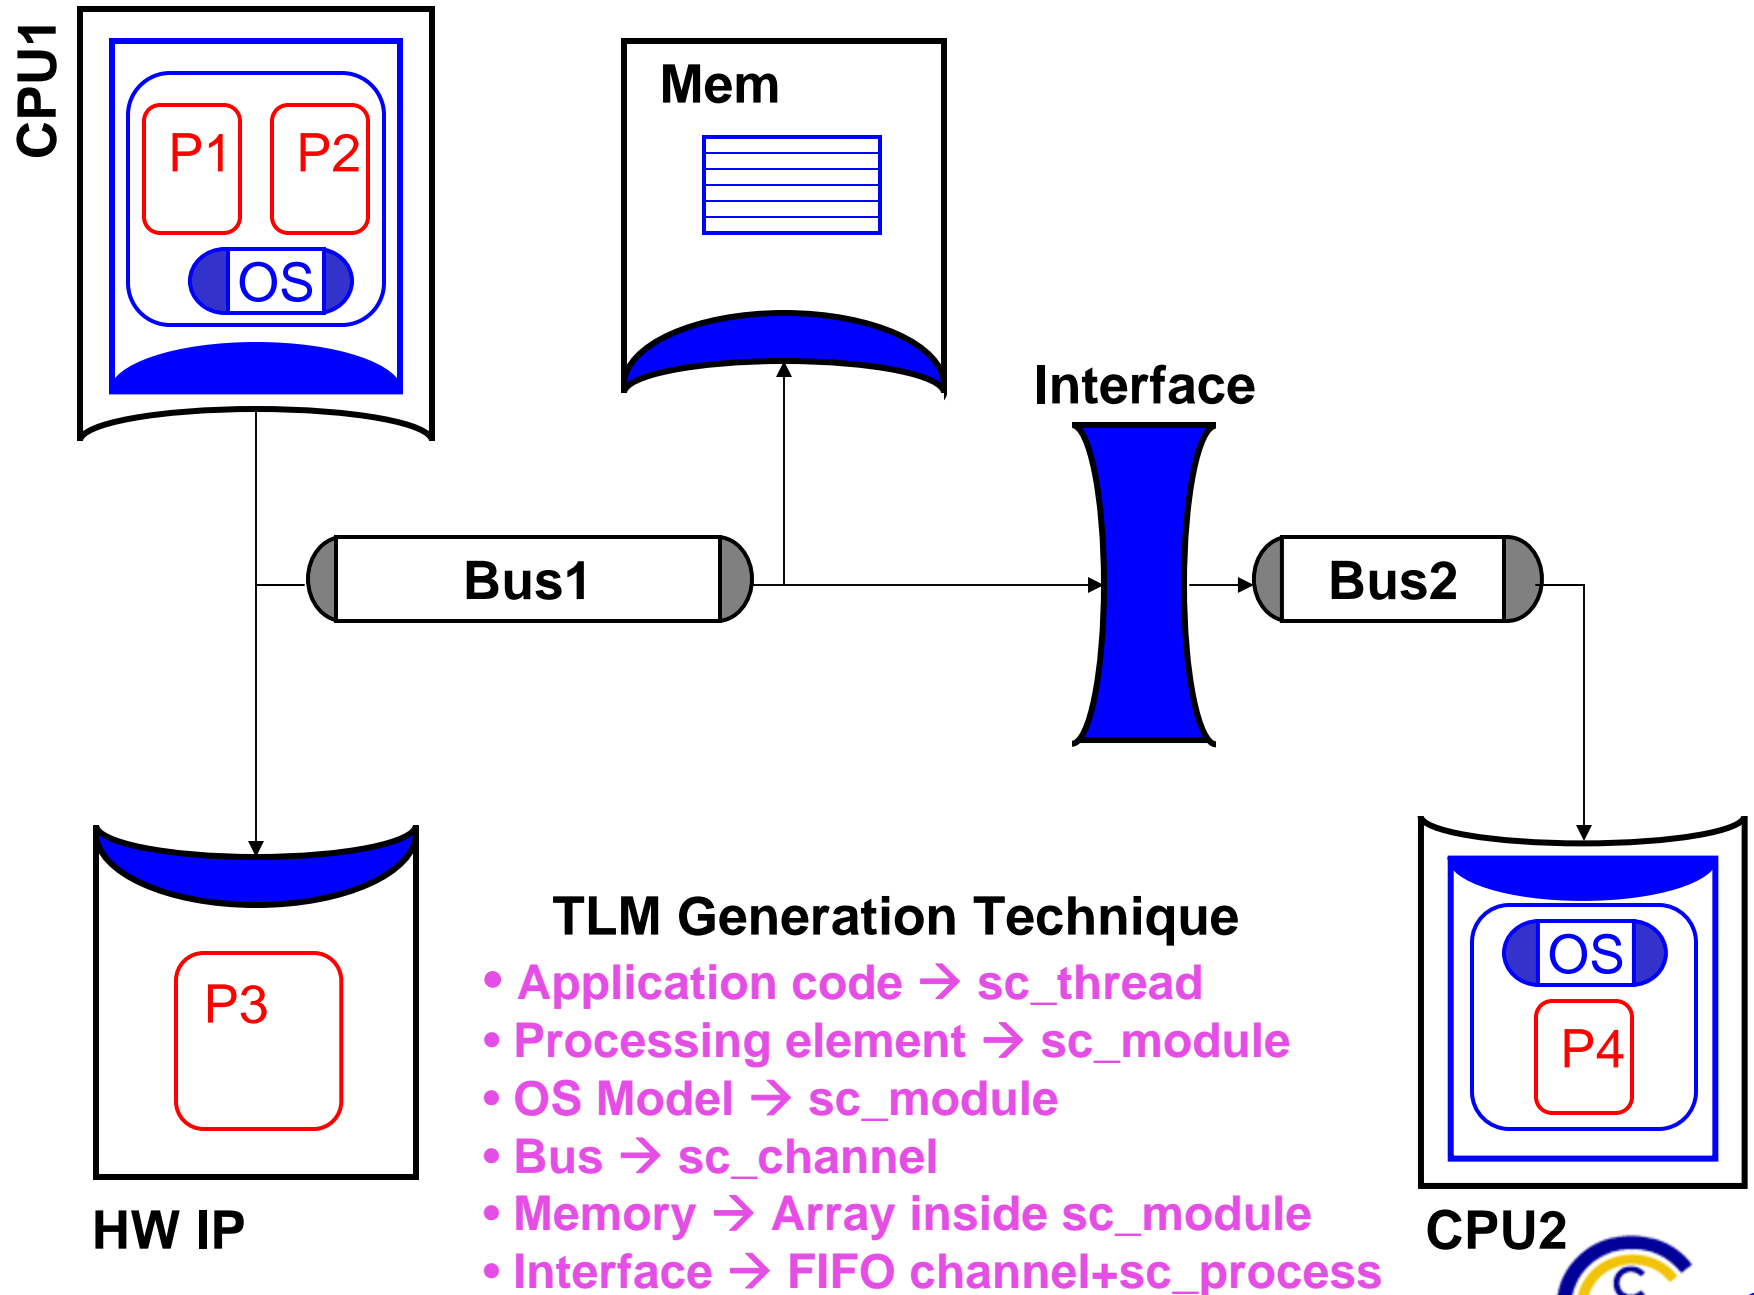 CPU1
P1 P2
OS
Mem
Interface
Bus1
Bus2
P3
HW IP
OS
P4
CPU2
TLM Generation Technique
• Application code → sc_thread
• Processing element → sc_module
• OS Model → sc_module
• Bus → sc_channel
• Memory → Array inside sc_module
• Interface → FIFO channel+sc_process
C